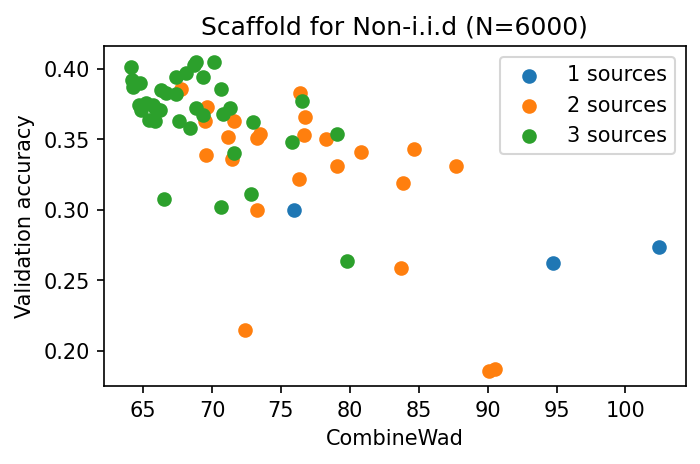 Scaffold for Non-i.i.d (N=6000)
1 sources
2 sources
3 sources
Validation accuracy
0.40
0.35
0.30
0.25
0.20
65 70 75 80 85 90 95 100
CombineWad